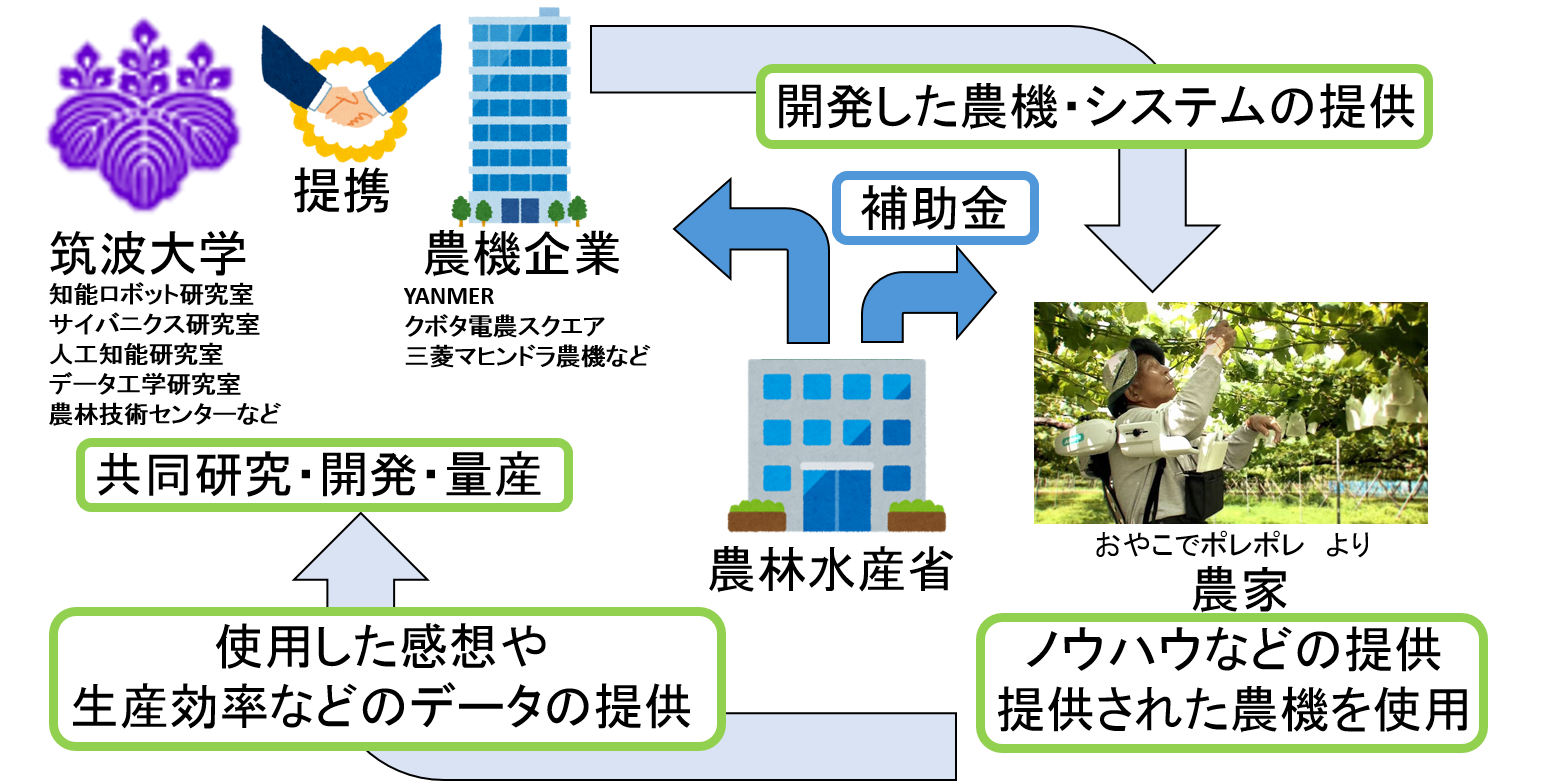 提携
筑波大学
知能ロボット研究室
サイバニクス研究室
人工知能研究室
データ工学研究室
農林技術センターなど
農機企業
YANMER
クボタ電農スクエア
三菱マヒンドラ農機など
共同研究・開発・量産
開発した農機・システムの提供
補助金
農林水産省
おやこでポレポレ　より
農家
ノウハウなどの提供
提供された農機を使用
使用した感想や
生産効率などのデータの提供